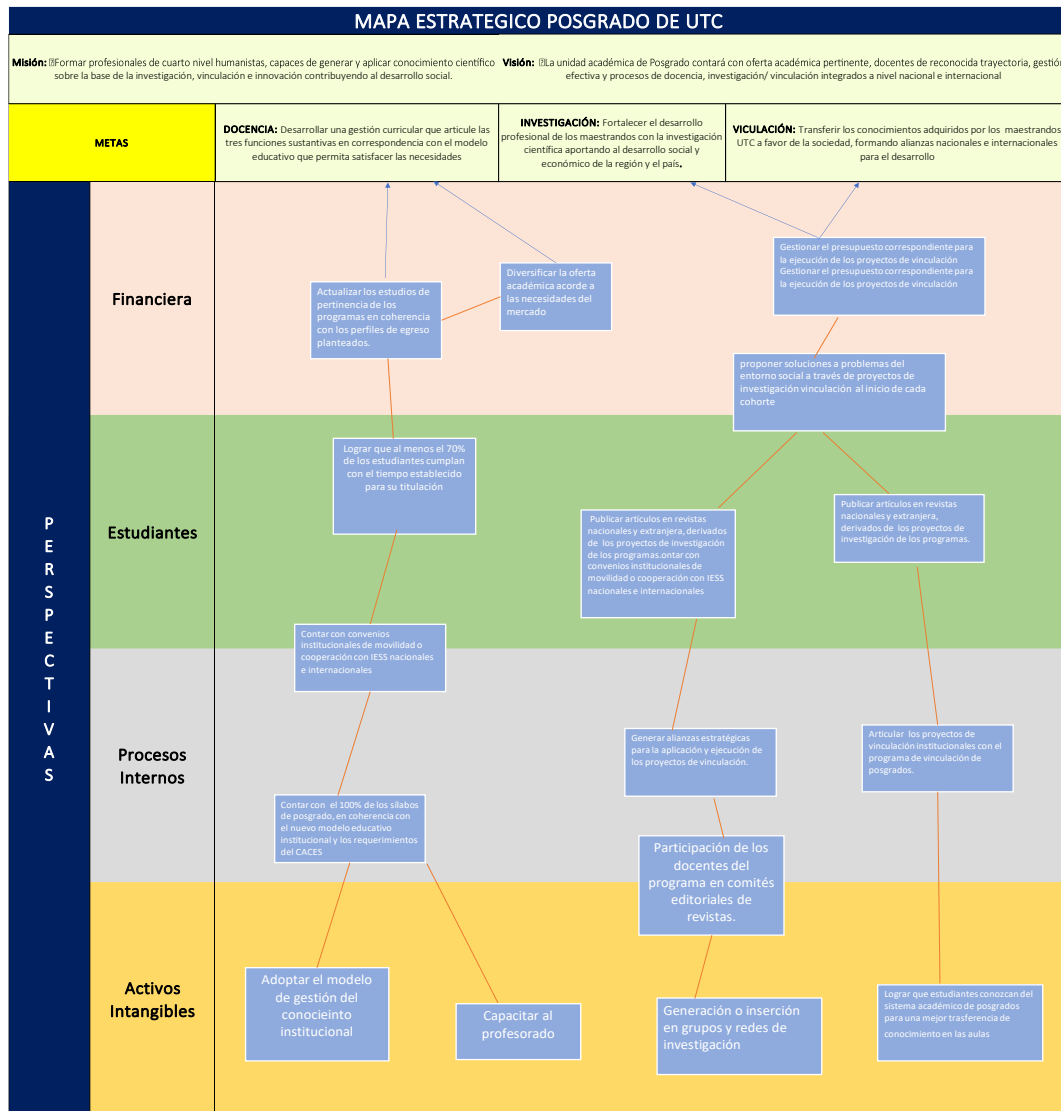 MAPA ESTRATEGICO POSGRADO DE UTC
Misión: Formar profesionales de cuarto nivel humanistas, capaces de generar y aplicar conocimiento científico
sobre la base de la investigación, vinculación e innovación contribuyendo al desarrollo social.
Visión: La unidad académica de Posgrado contará con oferta académica pertinente, docentes de reconocida trayectoria, gestión
efectiva y procesos de docencia, investigación/ vinculación integrados a nivel nacional e internacional
METAS
DOCENCIA: Desarrollar una gestión curricular que articule las
tres funciones sustantivas en correspondencia con el modelo
educativo que permita satisfacer las necesidades
INVESTIGACIÓN: Fortalecer el desarrollo
profesional de los maestrandos con la investigación
científica aportando al desarrollo social y
económico de la región y el país.
VICULACIÓN: Transferir los conocimientos adquiridos por los maestrandos
UTC a favor de la sociedad, formando alianzas nacionales e internacionales
para el desarrollo
PERSPECTIVAS
Financiera
Actualizar los estudios de
pertinencia de los
programas en coherencia
con los perfiles de egreso
planteados.
Diversificar la oferta
académica acorde a
las necesidades del
mercado
Gestionar el presupuesto correspondiente para
la ejecución de los proyectos de vinculación
Gestionar el presupuesto correspondiente para
la ejecución de los proyectos de vinculación
proponer soluciones a problemas del
entorno social a través de proyectos de
investigación vinculación al inicio de cada
cohorte
Estudiantes
Lograr que al menos el 70%
de los estudiantes cumplan
con el tiempo establecido
para su titulación
Publicar artículos en revistas
nacionales y extranjera, derivados
de los proyectos de investigación
de los programas.ontar con
convenios institucionales de
movilidad o cooperación con IESS
nacionales e internacionales
Publicar artículos en revistas
nacionales y extranjera,
derivados de los proyectos de
investigación de los programas.
Contar con convenios
institucionales de movilidad o
cooperación con IESS nacionales
e internacionales
Procesos
Internos
Generar alianzas estratégicas
para la aplicación y ejecución de
los proyectos de vinculación.
Articular los proyectos de
vinculación institucionales con el
programa de vinculación de
posgrados.
Contar con el 100% de los sílabos
de posgrado, en coherencia con
el nuevo modelo educativo
institucional y los requerimientos
del CACES
Participación de los
docentes del
programa en comités
editoriales de
revistas.
Activos
Intangibles
Adoptar el modelo
de gestión del
conocieinto
institucional
Capacitar al
profesorado
Generación o inserción
en grupos y redes de
investigación
Lograr que estudiantes conozcan del
sistema académico de posgrados
para una mejor trasferencia de
conocimiento en las aulas